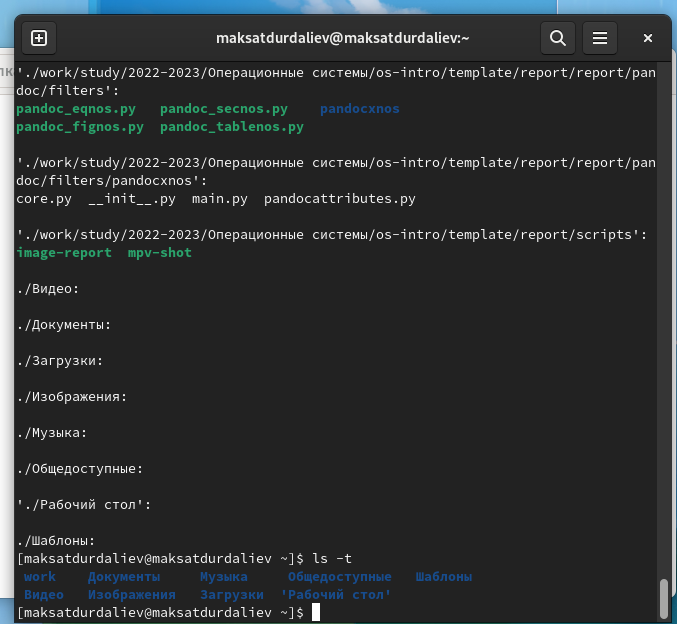 maksatdurdaliev@maksatdurdaliev:~
'./work/study/2022-2023/Операционные системы/os-intro/template/report/report/pan
doc/filters':
pandoc_eqnos.py   pandoc_secnos.py    pandocxnos
pandoc_fignos.py  pandoc_tablenos.py
'./work/study/2022-2023/Операционные системы/os-intro/template/report/report/pan
doc/filters/pandocxnos':
core.py  __init__.py  main.py  pandocattributes.py
'./work/study/2022-2023/Операционные системы/os-intro/template/report/scripts':
image-report  mpv-shot
./Видео:
./Документы:
./Загрузки:
./Изображения:
./Музыка:
./Общедоступные:
'./Рабочий стол':
./Шаблоны:
[maksatdurdaliev@maksatdurdaliev ~]$ ls -t
work    Документы     Музыка     Общедоступные   Шаблоны
Видео   Изображения   Загрузки  'Рабочий стол'
[maksatdurdaliev@maksatdurdaliev ~]$